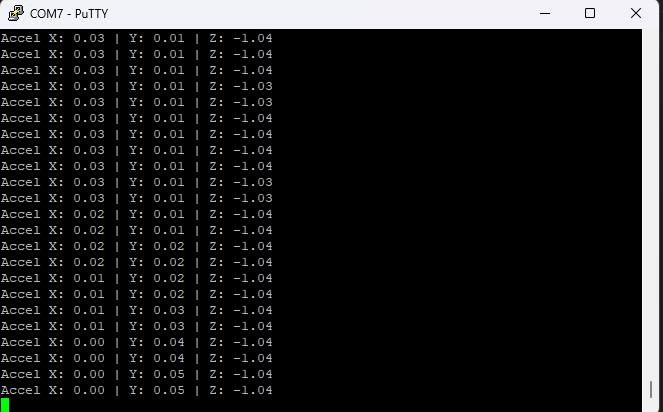 COM7 - PuTTY
Accel X: 0.03 | Y: 0.01 | Z: -1.04
Accel X: 0.03 | Y: 0.01 | Z: -1.04
Accel X: 0.03 | Y: 0.01 | Z: -1.04
Accel X: 0.03 | Y: 0.01 | Z: -1.03
Accel X: 0.03 | Y: 0.01 | Z: -1.03
Accel X: 0.03 | Y: 0.01 | Z: -1.04
Accel X: 0.03 | Y: 0.01 | Z: -1.04
Accel X: 0.03 | Y: 0.01 | Z: -1.04
Accel X: 0.03 | Y: 0.01 | Z: -1.04
Accel X: 0.03 | Y: 0.01 | Z: -1.03
Accel X: 0.03 | Y: 0.01 | Z: -1.03
Accel X: 0.02 | Y: 0.01 | Z: -1.04
Accel X: 0.02 | Y: 0.01 | Z: -1.04
Accel X: 0.02 | Y: 0.02 | Z: -1.04
Accel X: 0.02 | Y: 0.02 | Z: -1.04
Accel X: 0.01 | Y: 0.02 | Z: -1.04
Accel X: 0.01 | Y: 0.02 | Z: -1.04
Accel X: 0.01 | Y: 0.03 | Z: -1.04
Accel X: 0.01 | Y: 0.03 | Z: -1.04
Accel X: 0.00 | Y: 0.04 | Z: -1.04
Accel X: 0.00 | Y: 0.04 | Z: -1.04
Accel X: 0.00 | Y: 0.05 | Z: -1.04
Accel X: 0.00 | Y: 0.05 | Z: -1.04